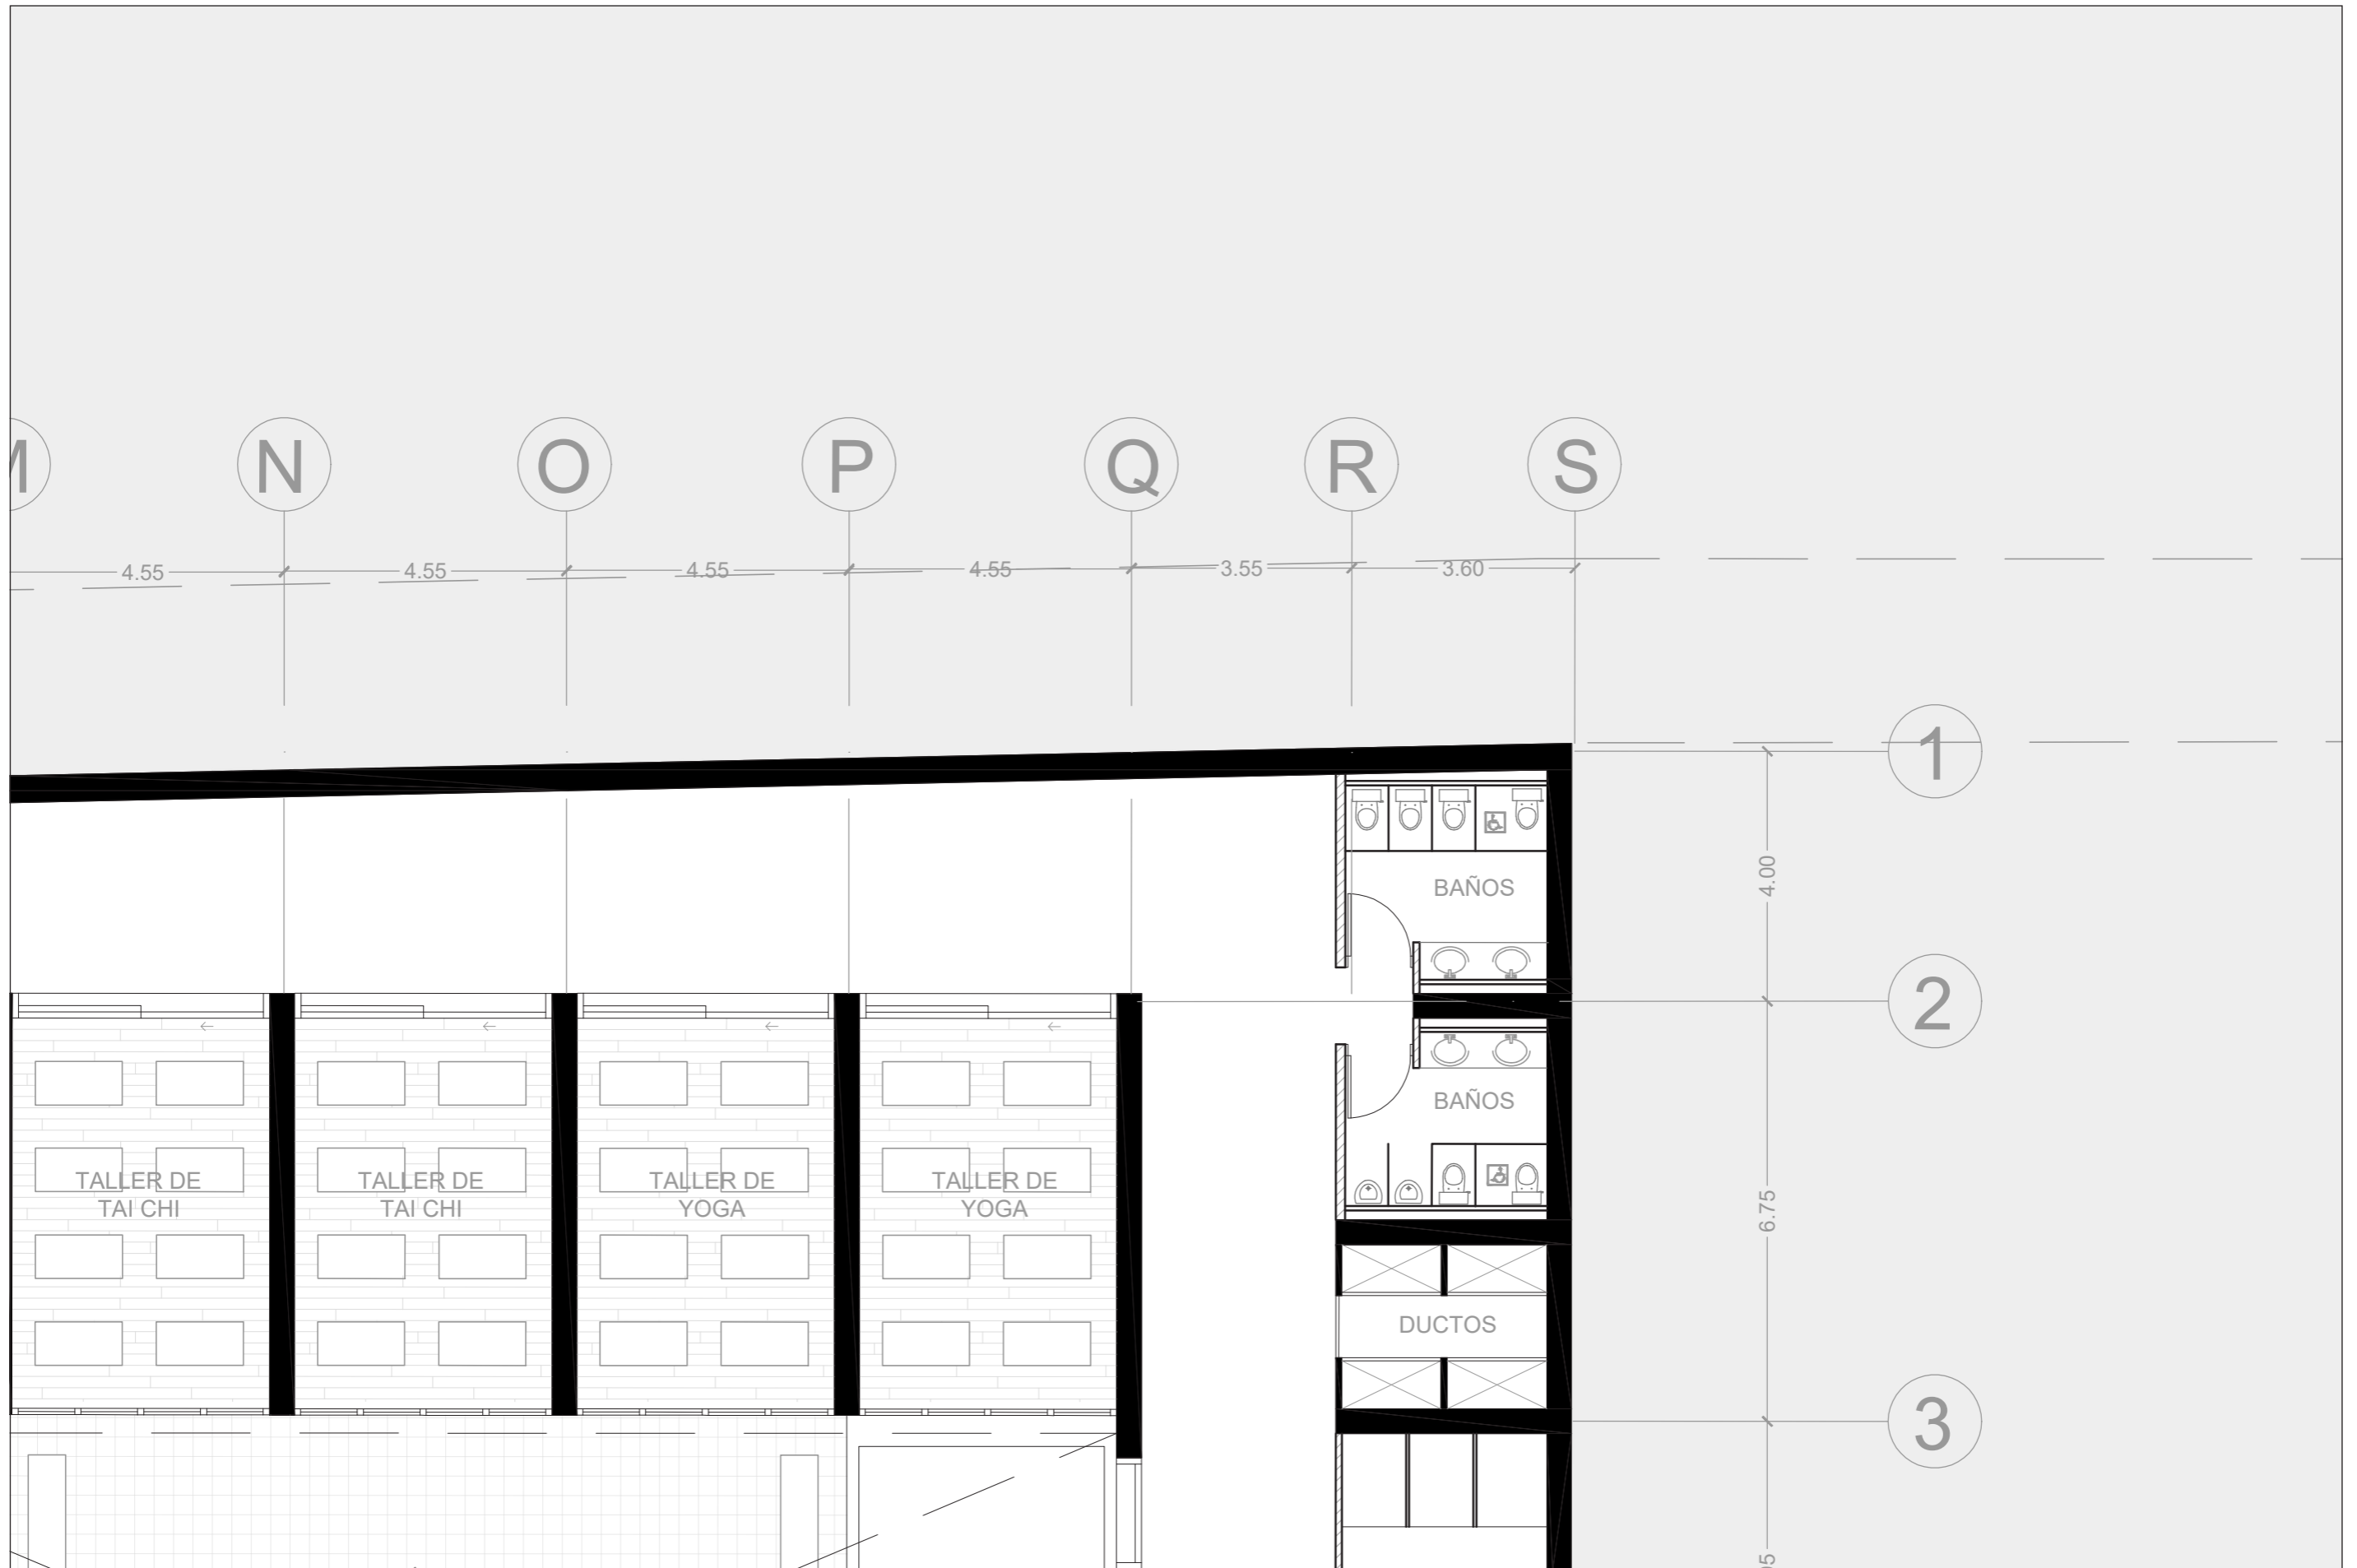 M N O P Q R S
4.55 4.55 4.55 4.55 3.55 3.60
1
4.00
BAÑOS
2
BAÑOS
6.75
TALLER DE
TAI CHI
TALLER DE
TAI CHI
TALLER DE
YOGA
TALLER DE
YOGA
DUCTOS
3